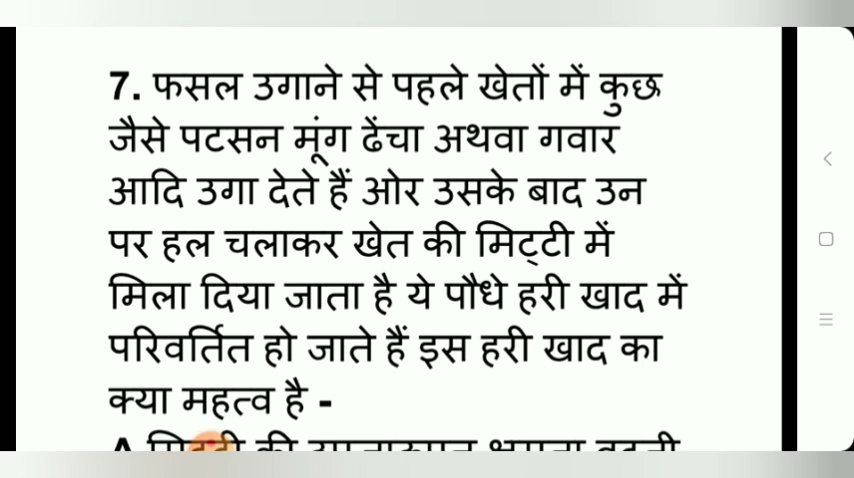 7. फसल उगाने से पहले खेतों में कुछ
जैसे पटसन मूंग ढेंचा अथवा गवार
आदि उगा देते हैं ओर उसके बाद उन
पर हल चलाकर खेत की मिट्टी में
मिला दिया जाता है ये पौधे हरी खाद में
परिवर्तित हो जाते हैं इस हरी खाद का
क्या महत्व है -